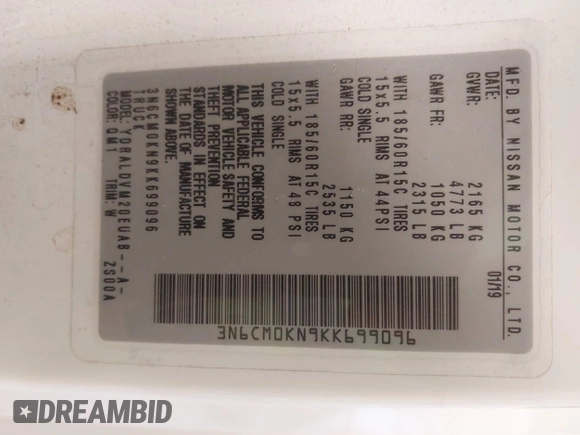 MFD. BY NISSAN MOTOR CO., LTD.
DATE: 01/19
GVWR: 2165 KG
4773 LB
GAWR FR 1050 KG
2315 LB
WITH 185/60R15C TIRES
15x5.5 RIMS AT 44PSI
COLD SINGLE
GAWR RR 1150 KG
2535 LB
WITH 185/60R15C TIRES
15x5.5 RIMS AT 48 PSI
COLD SINGLE
THIS VEHICLE CONFORMS TO
ALL APPLICABLE FEDERAL
MOTOR VEHICLE SAFETY AND
THEFT PREVENTION
STANDARDS IN EFFECT ON
THE DATE OF MANUFACTURE
SHOWN ABOVE.
3N6CM0KN9KK699096
TRUCK
MODEL: YDRALDVM20EUAB--A-
COLOR: QM1 TRIM: W ZS00A
3N6CM0KN9KK699096
DREAMBID